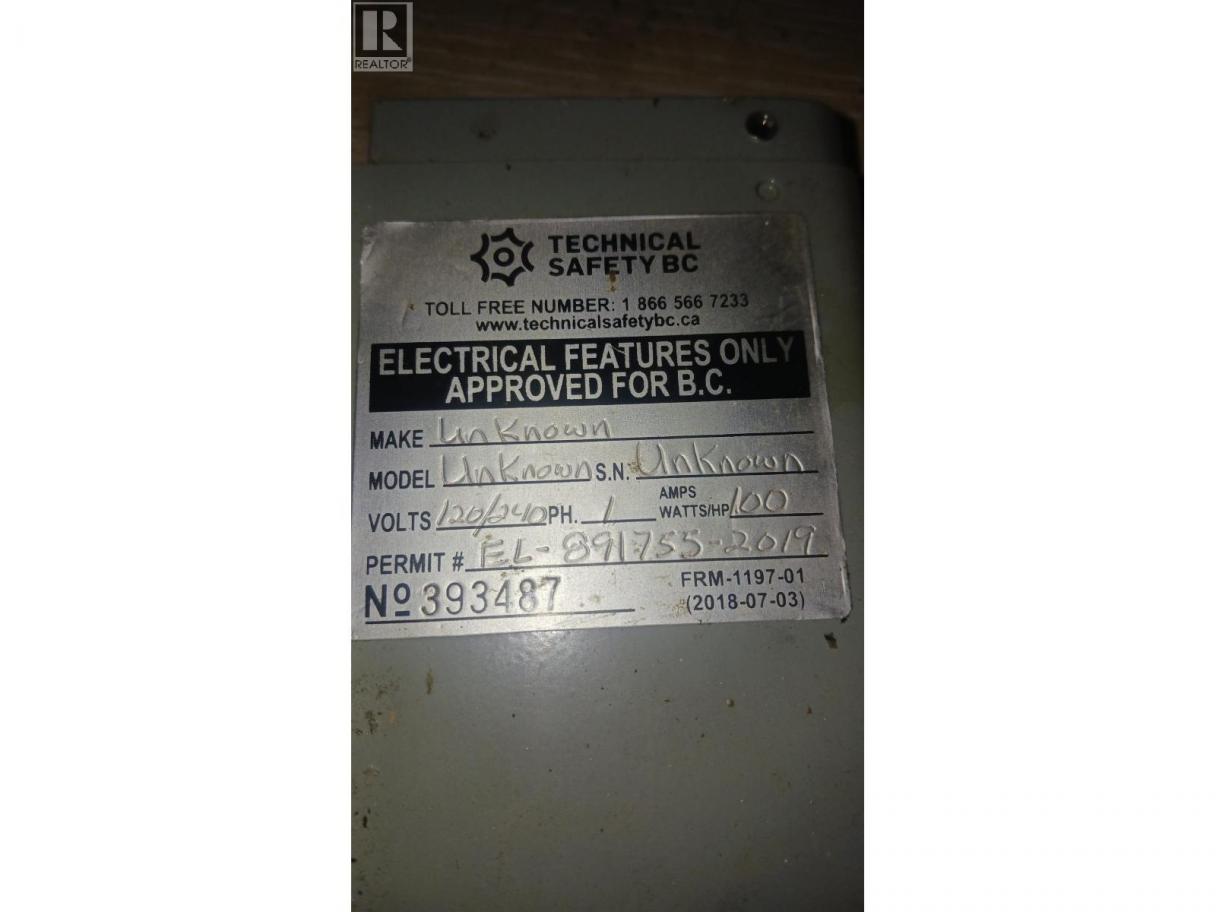 R
REALTOR®
TECHNICAL
SAFETY BC
TOLL FREE NUMBER: 1 866 566 7233
www.technicalsafetybc.ca
ELECTRICAL FEATURES ONLY
APPROVED FOR B.C.
MAKE UnKnown
MODEL UnKnown S.N. UnKnown
VOLTS 120/240 PH. 1 AMPS WATTS/HP 100
PERMIT # EL-891755-2019
Nº 393487 FRM-1197-01
(2018-07-03)